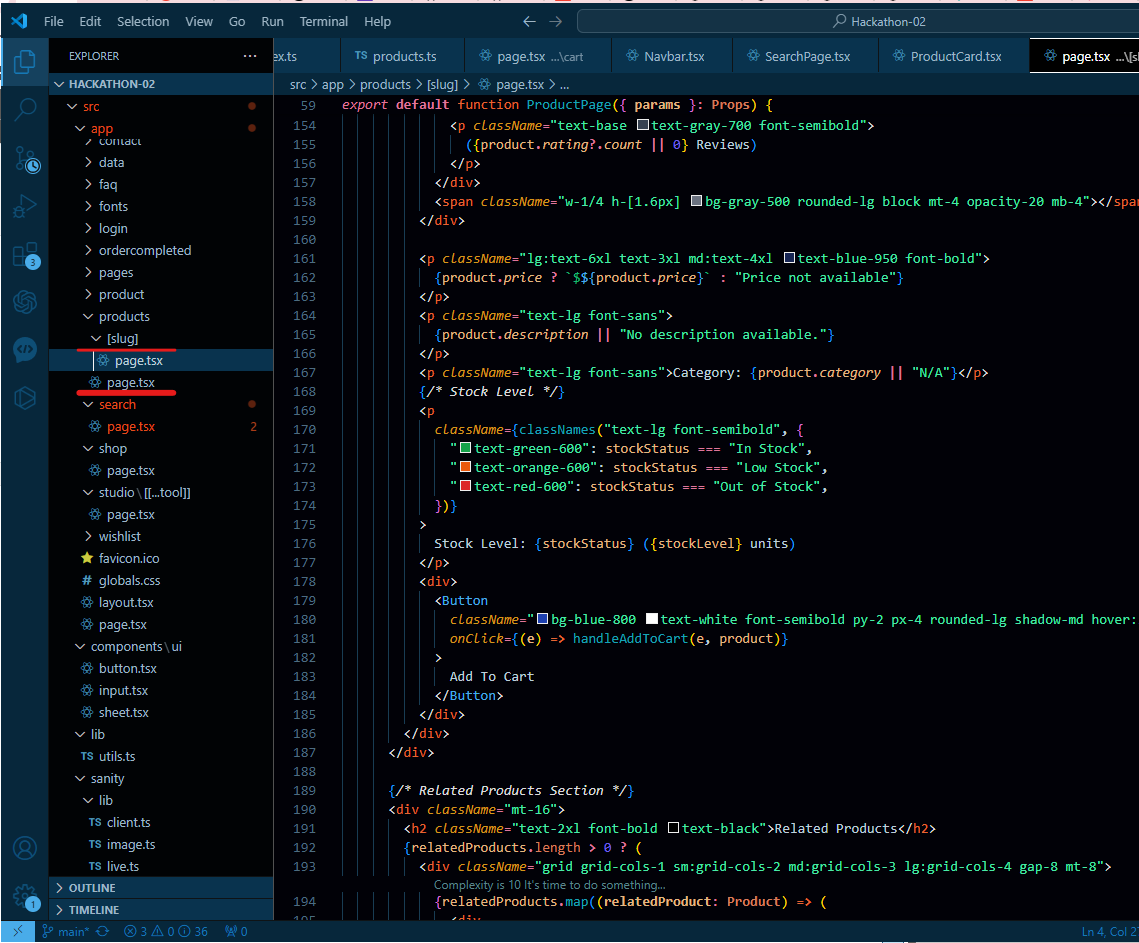 File Edit Selection View Go Run Terminal Help
Hackathon-02
EXPLORER
HACKATHON-02
src
app
contact
data
faq
fonts
login
ordercompleted
pages
product
products
[slug]
page.tsx
page.tsx
search
page.tsx 2
shop
page.tsx
studio\[[...tool]]
page.tsx
wishlist
favicon.ico
# globals.css
layout.tsx
page.tsx
components\ui
button.tsx
input.tsx
sheet.tsx
lib
TS utils.ts
sanity
lib
TS client.ts
TS image.ts
TS live.ts
OUTLINE
TIMELINE
3
1
ex.ts TS products.ts page.tsx ...\cart Navbar.tsx SearchPage.tsx ProductCard.tsx page.tsx ...\[sl
src > app > products > [slug] > page.tsx > ...
59 export default function ProductPage({ params }: Props) {
154 <p className="text-base text-gray-700 font-semibold">
155 ({product.rating?.count || 0} Reviews)
156 </p>
157 </div>
158 <span className="w-1/4 h-[1.6px] bg-gray-500 rounded-lg block mt-4 opacity-20 mb-4"></span
159 </div>
160
161 <p className="lg:text-6xl text-3xl md:text-4xl text-blue-950 font-bold">
162 {product.price ? `$${product.price}` : "Price not available"}
163 </p>
164 <p className="text-lg font-sans">
165 {product.description || "No description available."}
166 </p>
167 <p className="text-lg font-sans">Category: {product.category || "N/A"}</p>
168 {/* Stock Level */}
169 <p
170 className={classNames("text-lg font-semibold", {
171 "text-green-600": stockStatus === "In Stock",
172 "text-orange-600": stockStatus === "Low Stock",
173 "text-red-600": stockStatus === "Out of Stock",
174 })}
175 >
176 Stock Level: {stockStatus} ({stockLevel} units)
177 </p>
178 <div>
179 <Button
180 className="bg-blue-800 text-white font-semibold py-2 px-4 rounded-lg shadow-md hover:
181 onClick={(e) => handleAddToCart(e, product)}
182 >
183 Add To Cart
184 </Button>
185 </div>
186 </div>
187 </div>
188
189 {/* Related Products Section */}
190 <div className="mt-16">
191 <h2 className="text-2xl font-bold text-black">Related Products</h2>
192 {relatedProducts.length > 0 ? (
193 <div className="grid grid-cols-1 sm:grid-cols-2 md:grid-cols-3 lg:grid-cols-4 gap-8 mt-8">
Complexity is 10 It's time to do something...
194 {relatedProducts.map((relatedProduct: Product) => (
195 <div
main* 3 0 36 0 Ln 4, Col 2